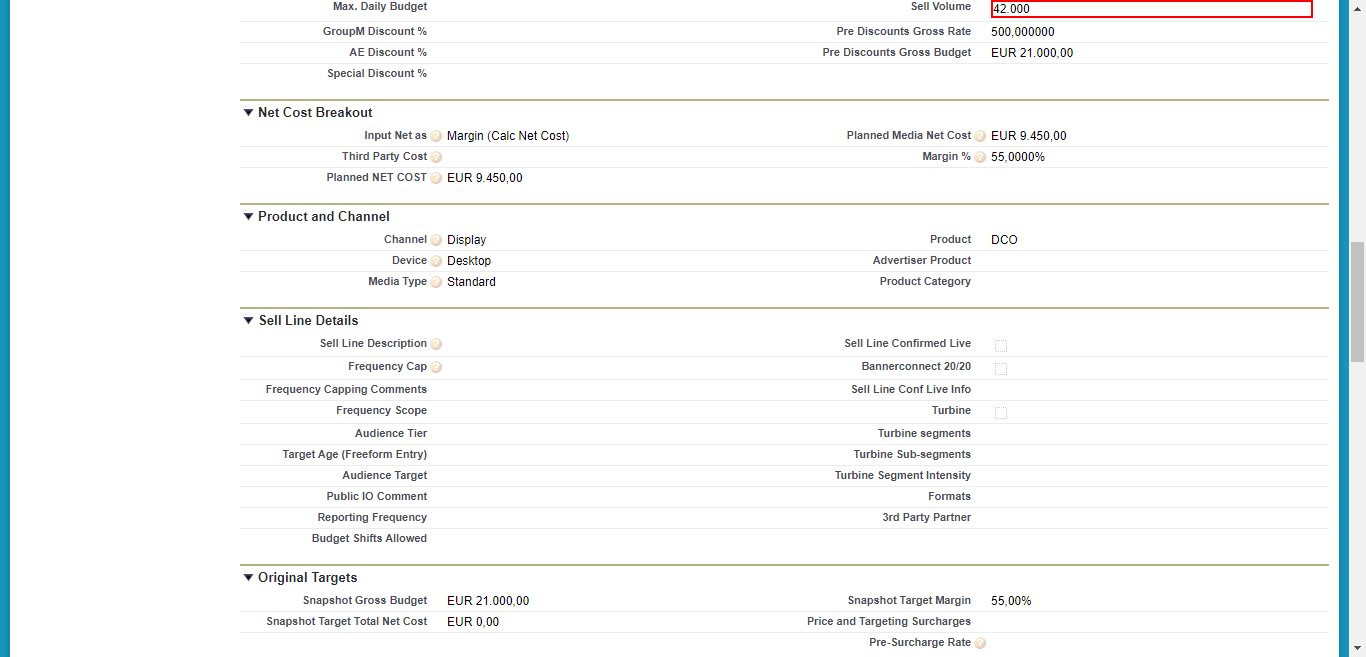 Max. Daily Budget Sell Volume 42.000
GroupM Discount % Pre Discounts Gross Rate 500,000000
AE Discount % Pre Discounts Gross Budget EUR 21.000,00
Special Discount %
Net Cost Breakout
Input Net as ? Margin (Calc Net Cost) Planned Media Net Cost ? EUR 9.450,00
Third Party Cost ? Margin % ? 55,0000%
Planned NET COST ? EUR 9.450,00
Product and Channel
Channel ? Display Product DCO
Device ? Desktop Advertiser Product
Media Type ? Standard Product Category
Sell Line Details
Sell Line Description ? Sell Line Confirmed Live
Frequency Cap ? Bannerconnect 20/20
Frequency Capping Comments Sell Line Conf Live Info
Frequency Scope Turbine
Audience Tier Turbine segments
Target Age (Freeform Entry) Turbine Sub-segments
Audience Target Turbine Segment Intensity
Public IO Comment Formats
Reporting Frequency 3rd Party Partner
Budget Shifts Allowed
Original Targets
Snapshot Gross Budget EUR 21.000,00 Snapshot Target Margin 55,00%
Snapshot Target Total Net Cost EUR 0,00 Price and Targeting Surcharges
Pre-Surcharge Rate ?